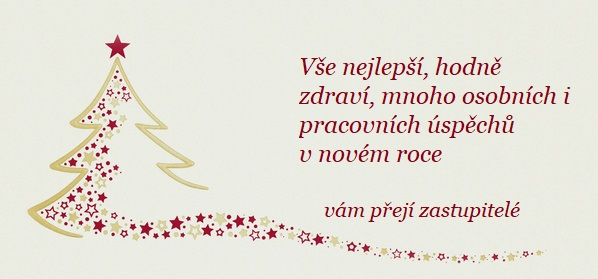 Vše nejlepší, hodně
zdraví, mnoho osobních i
pracovních úspěchů
v novém roce
vám přejí zastupitelé